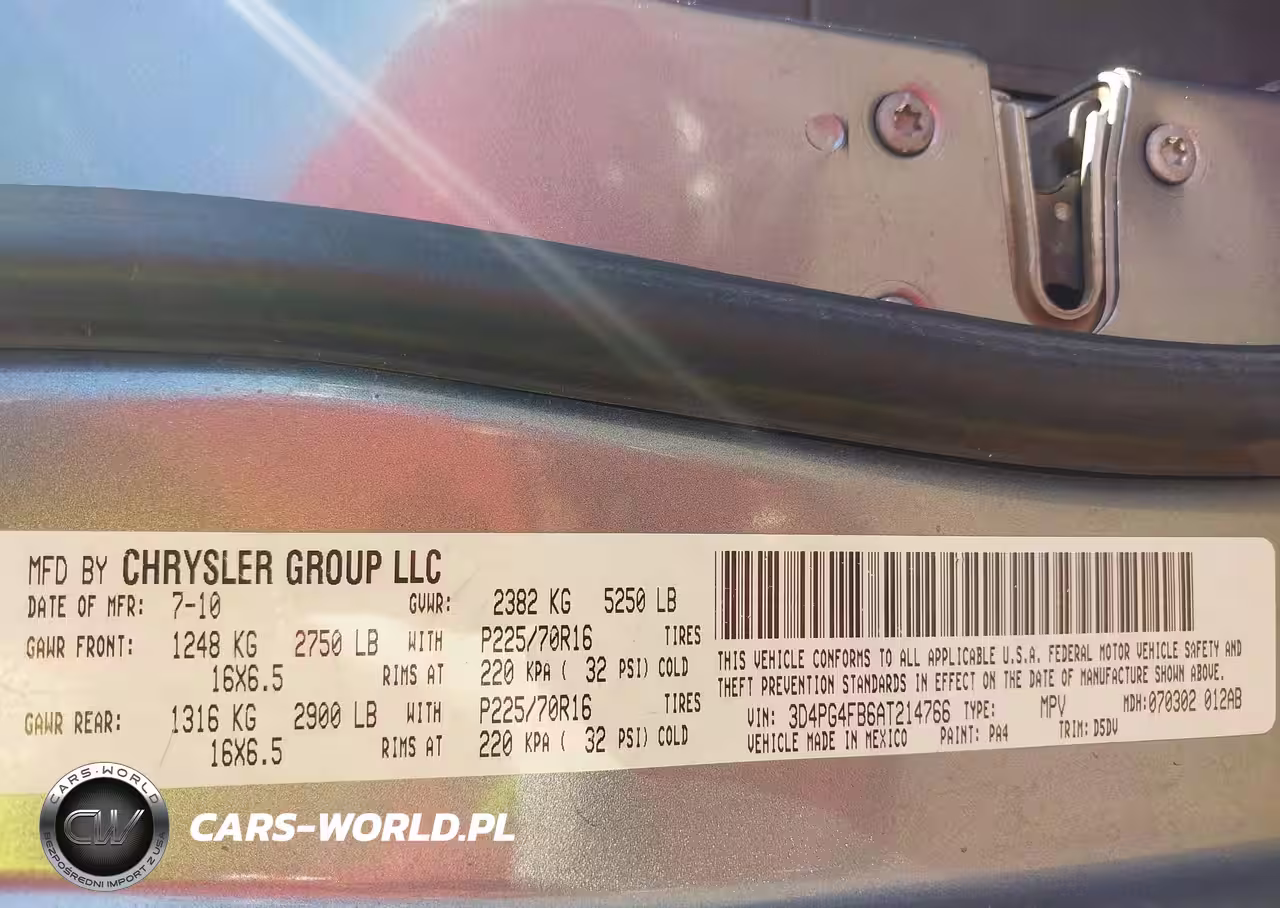 MFD BY CHRYSLER GROUP LLC
DATE OF MFR: 7-10 GVWR: 2382 KG 5250 LB
GAWR FRONT: 1248 KG 2750 LB WITH P225/70R16 TIRES
16X6.5 RIMS AT 220 KPA ( 32 PSI) COLD
GAWR REAR: 1316 KG 2900 LB WITH P225/70R16 TIRES
16X6.5 RIMS AT 220 KPA ( 32 PSI) COLD
THIS VEHICLE CONFORMS TO ALL APPLICABLE U.S.A. FEDERAL MOTOR VEHICLE SAFETY AND
THEFT PREVENTION STANDARDS IN EFFECT ON THE DATE OF MANUFACTURE SHOWN ABOVE.
VIN: 3D4PG4FB6AT214766 TYPE: MPV MDH: 070302 012AB
VEHICLE MADE IN MEXICO PAINT: PA4 TRIM: D5DV
CARS-WORLD
CW
BEZPOŚREDNI IMPORT Z USA
CARS-WORLD.PL